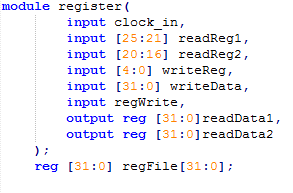 module register(
input clock_in,
input [25:21] readReg1,
input [20:16] readReg2,
input [4:0] writeReg,
input [31:0] writeData,
input regWrite,
output reg [31:0]readData1,
output reg [31:0]readData2
);
reg [31:0] regFile[31:0];